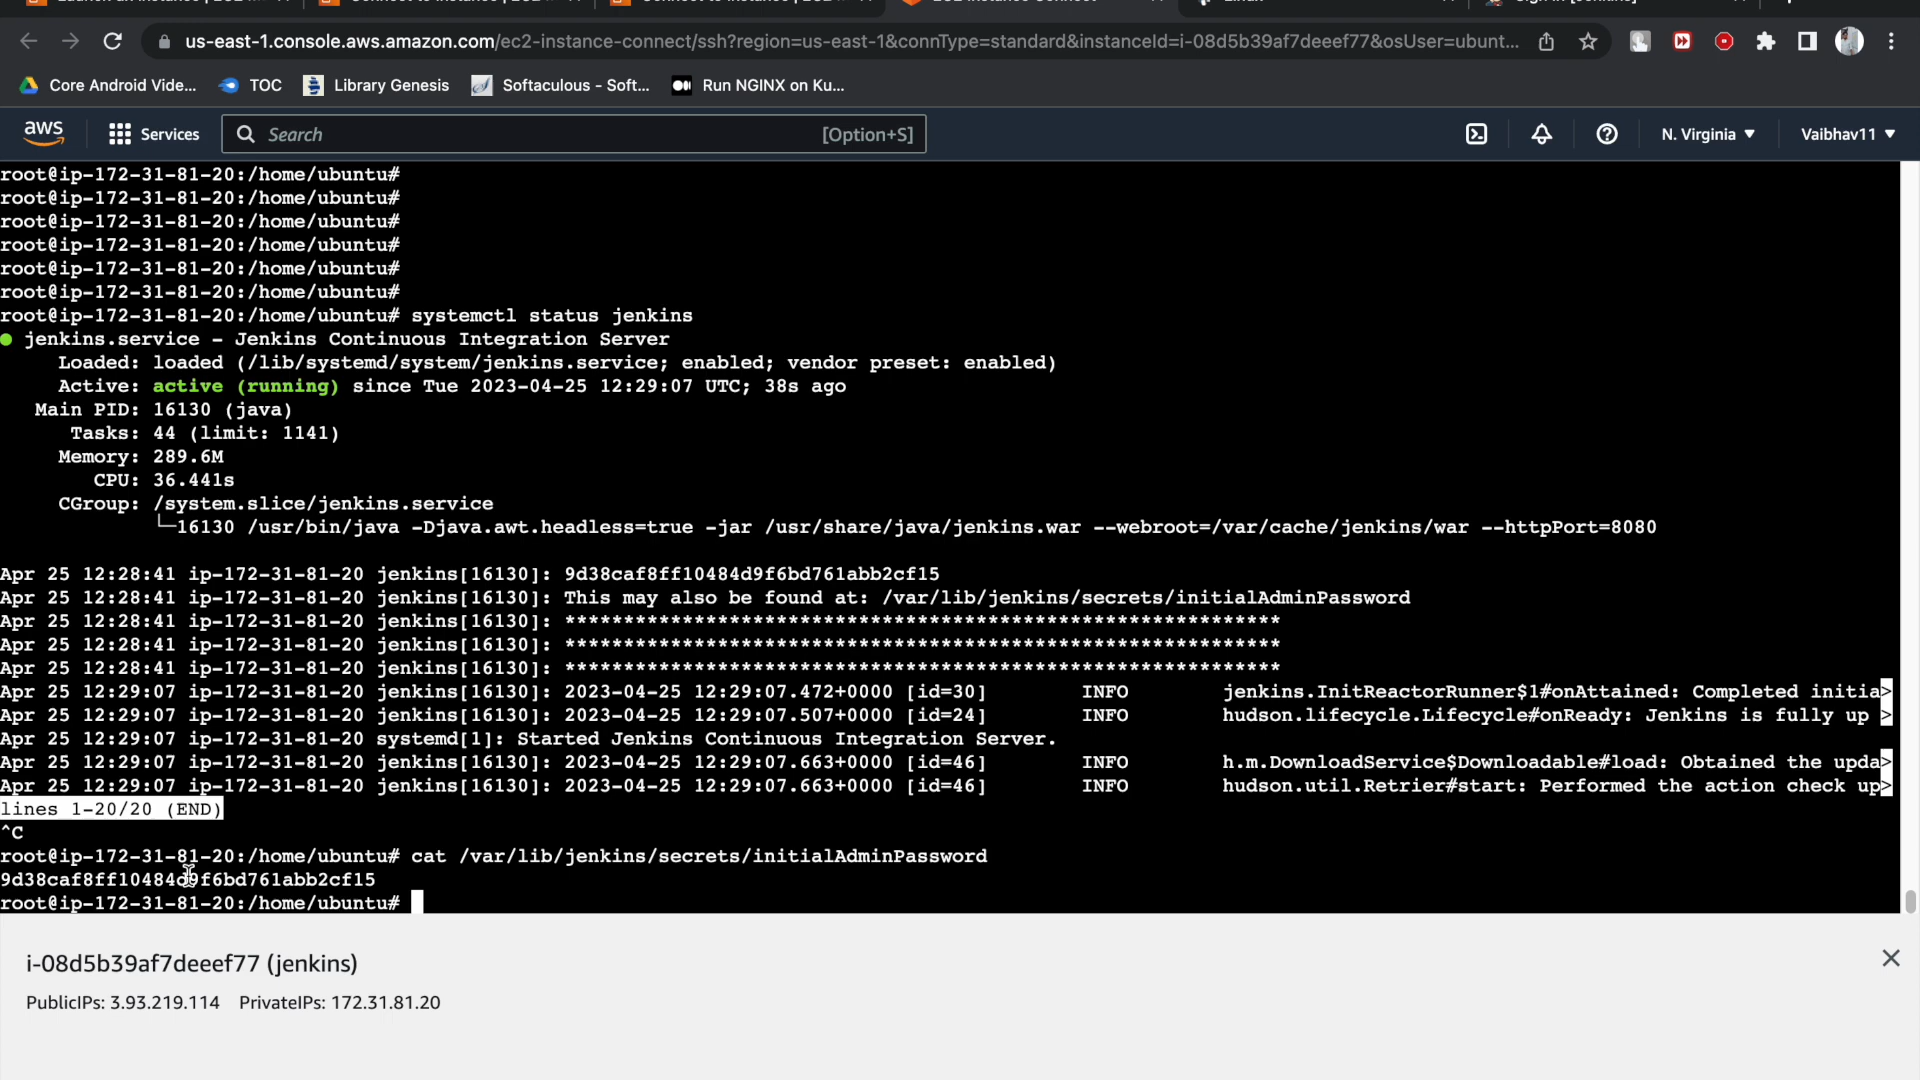 us-east-1.console.aws.amazon.com/ec2-instance-connect/ssh?region=us-east-1&connType=standard&instanceId=i-08d5b39af7deeef77&osUser=ubunt...
Core Android Vide... TOC Library Genesis Softaculous - Soft... Run NGINX on Ku...
aws Services Search [Option+S] N. Virginia Vaibhav11
root@ip-172-31-81-20:/home/ubuntu#
root@ip-172-31-81-20:/home/ubuntu#
root@ip-172-31-81-20:/home/ubuntu#
root@ip-172-31-81-20:/home/ubuntu#
root@ip-172-31-81-20:/home/ubuntu#
root@ip-172-31-81-20:/home/ubuntu#
root@ip-172-31-81-20:/home/ubuntu# systemctl status jenkins
● jenkins.service - Jenkins Continuous Integration Server
Loaded: loaded (/lib/systemd/system/jenkins.service; enabled; vendor preset: enabled)
Active: active (running) since Tue 2023-04-25 12:29:07 UTC; 38s ago
Main PID: 16130 (java)
Tasks: 44 (limit: 1141)
Memory: 289.6M
CPU: 36.441s
CGroup: /system.slice/jenkins.service
└─16130 /usr/bin/java -Djava.awt.headless=true -jar /usr/share/java/jenkins.war --webroot=/var/cache/jenkins/war --httpPort=8080
Apr 25 12:28:41 ip-172-31-81-20 jenkins[16130]: 9d38caf8ff10484d9f6bd761abb2cf15
Apr 25 12:28:41 ip-172-31-81-20 jenkins[16130]: This may also be found at: /var/lib/jenkins/secrets/initialAdminPassword
Apr 25 12:28:41 ip-172-31-81-20 jenkins[16130]: *************************************************************
Apr 25 12:28:41 ip-172-31-81-20 jenkins[16130]: *************************************************************
Apr 25 12:28:41 ip-172-31-81-20 jenkins[16130]: *************************************************************
Apr 25 12:29:07 ip-172-31-81-20 jenkins[16130]: 2023-04-25 12:29:07.472+0000 [id=30] INFO jenkins.InitReactorRunner$1#onAttained: Completed initia>
Apr 25 12:29:07 ip-172-31-81-20 jenkins[16130]: 2023-04-25 12:29:07.507+0000 [id=24] INFO hudson.lifecycle.Lifecycle#onReady: Jenkins is fully up >
Apr 25 12:29:07 ip-172-31-81-20 systemd[1]: Started Jenkins Continuous Integration Server.
Apr 25 12:29:07 ip-172-31-81-20 jenkins[16130]: 2023-04-25 12:29:07.663+0000 [id=46] INFO h.m.DownloadService$Downloadable#load: Obtained the upda>
Apr 25 12:29:07 ip-172-31-81-20 jenkins[16130]: 2023-04-25 12:29:07.663+0000 [id=46] INFO hudson.util.Retrier#start: Performed the action check up>
lines 1-20/20 (END)
^C
root@ip-172-31-81-20:/home/ubuntu# cat /var/lib/jenkins/secrets/initialAdminPassword
9d38caf8ff10484d9f6bd761abb2cf15
root@ip-172-31-81-20:/home/ubuntu#
i-08d5b39af7deeef77 (jenkins)
PublicIPs: 3.93.219.114 PrivateIPs: 172.31.81.20